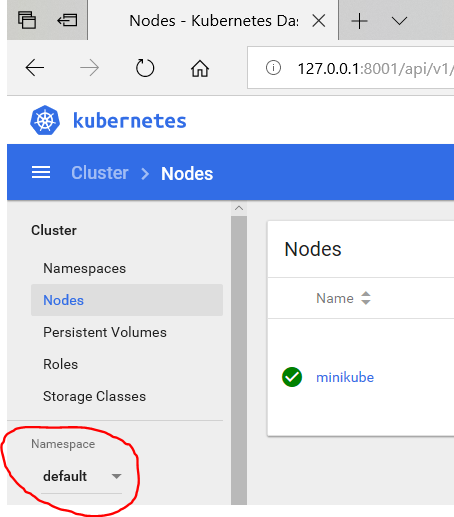 Nodes - Kubernetes Das
127.0.0.1:8001/api/v1/
kubernetes
Cluster > Nodes
Cluster
Namespaces
Nodes
Persistent Volumes
Roles
Storage Classes
Namespace
default
Nodes
Name
minikube